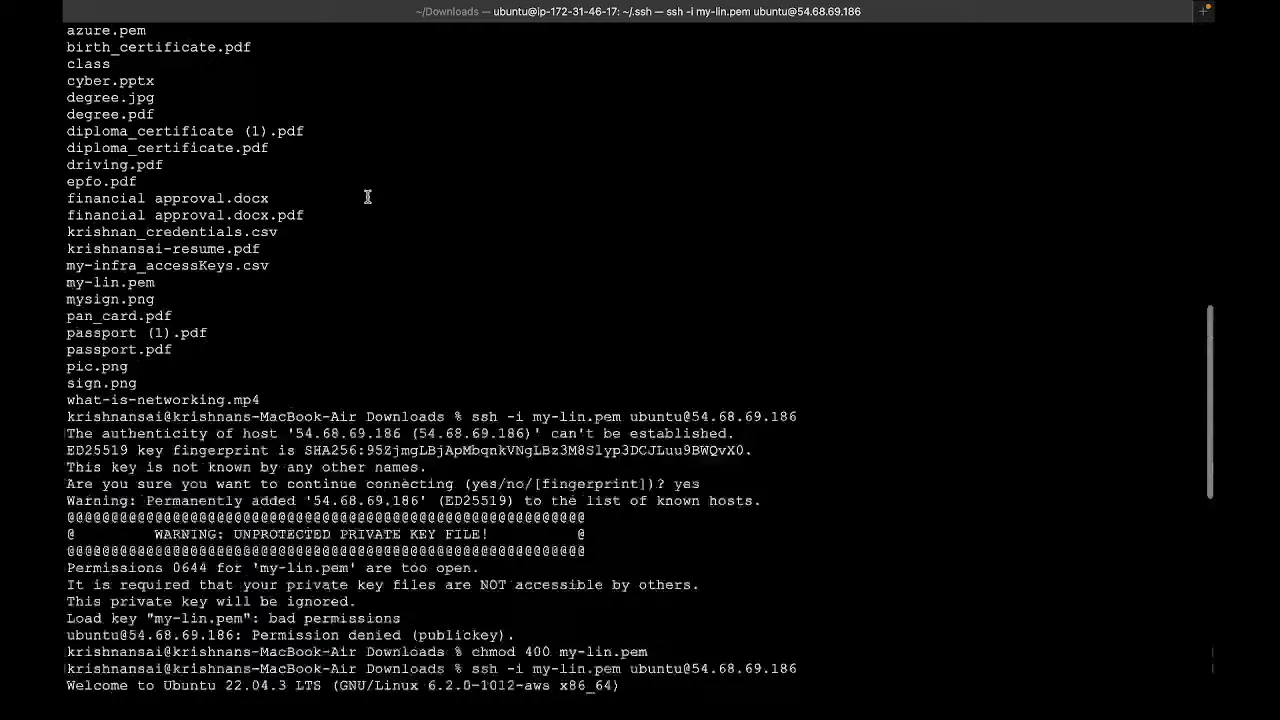 ~/Downloads — ubuntu@ip-172-31-46-17: ~/.ssh — ssh -i my-lin.pem ubuntu@54.68.69.186
azure.pem
birth_certificate.pdf
class
cyber.pptx
degree.jpg
degree.pdf
diploma_certificate (1).pdf
diploma_certificate.pdf
driving.pdf
epfo.pdf
financial approval.docx
financial approval.docx.pdf
krishnan_credentials.csv
krishnansai-resume.pdf
my-infra_accessKeys.csv
my-lin.pem
mysign.png
pan_card.pdf
passport (1).pdf
passport.pdf
pic.png
sign.png
what-is-networking.mp4
krishnansai@krishnans-MacBook-Air Downloads % ssh -i my-lin.pem ubuntu@54.68.69.186
The authenticity of host '54.68.69.186 (54.68.69.186)' can't be established.
ED25519 key fingerprint is SHA256:95ZjmgLBjApMbqnkVNgLBz3M8Slyp3DCJLuu9BWQvX0.
This key is not known by any other names.
Are you sure you want to continue connecting (yes/no/[fingerprint])? yes
Warning: Permanently added '54.68.69.186' (ED25519) to the list of known hosts.
@@@@@@@@@@@@@@@@@@@@@@@@@@@@@@@@@@@@@@@@@@@@@@@@@@@@@@@@@@@
@         WARNING: UNPROTECTED PRIVATE KEY FILE!          @
@@@@@@@@@@@@@@@@@@@@@@@@@@@@@@@@@@@@@@@@@@@@@@@@@@@@@@@@@@@
Permissions 0644 for 'my-lin.pem' are too open.
It is required that your private key files are NOT accessible by others.
This private key will be ignored.
Load key "my-lin.pem": bad permissions
ubuntu@54.68.69.186: Permission denied (publickey).
krishnansai@krishnans-MacBook-Air Downloads % chmod 400 my-lin.pem
krishnansai@krishnans-MacBook-Air Downloads % ssh -i my-lin.pem ubuntu@54.68.69.186
Welcome to Ubuntu 22.04.3 LTS (GNU/Linux 6.2.0-1012-aws x86_64)